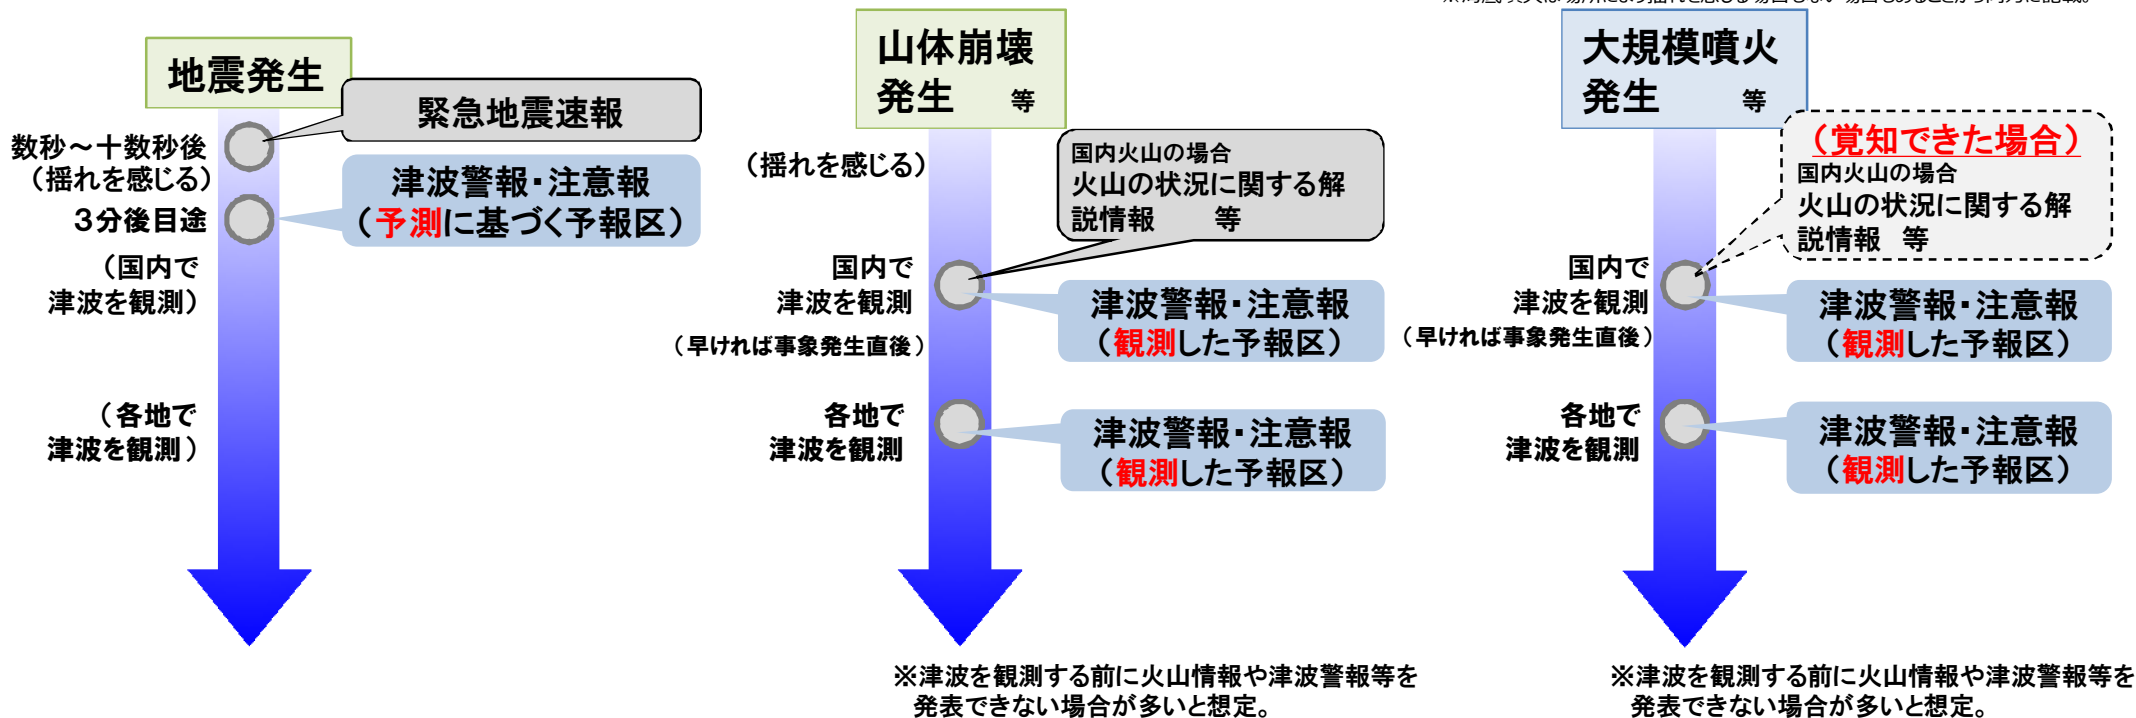 地震発生
緊急地震速報
数秒～十数秒後
（揺れを感じる）
津波警報・注意報
（予測に基づく予報区）
３分後目途
（国内で
津波を観測）
（各地で
津波を観測）
山体崩壊
発生　等
（揺れを感じる）
国内火山の場合
火山の状況に関する解
説情報　等
国内で
津波を観測
（早ければ事象発生直後）
津波警報・注意報
（観測した予報区）
各地で
津波を観測
津波警報・注意報
（観測した予報区）
※津波を観測する前に火山情報や津波警報等を
発表できない場合が多いと想定。
大規模噴火
発生　等
（覚知できた場合）
国内火山の場合
火山の状況に関する解
説情報　等
国内で
津波を観測
（早ければ事象発生直後）
津波警報・注意報
（観測した予報区）
各地で
津波を観測
津波警報・注意報
（観測した予報区）
※津波を観測する前に火山情報や津波警報等を
発表できない場合が多いと想定。